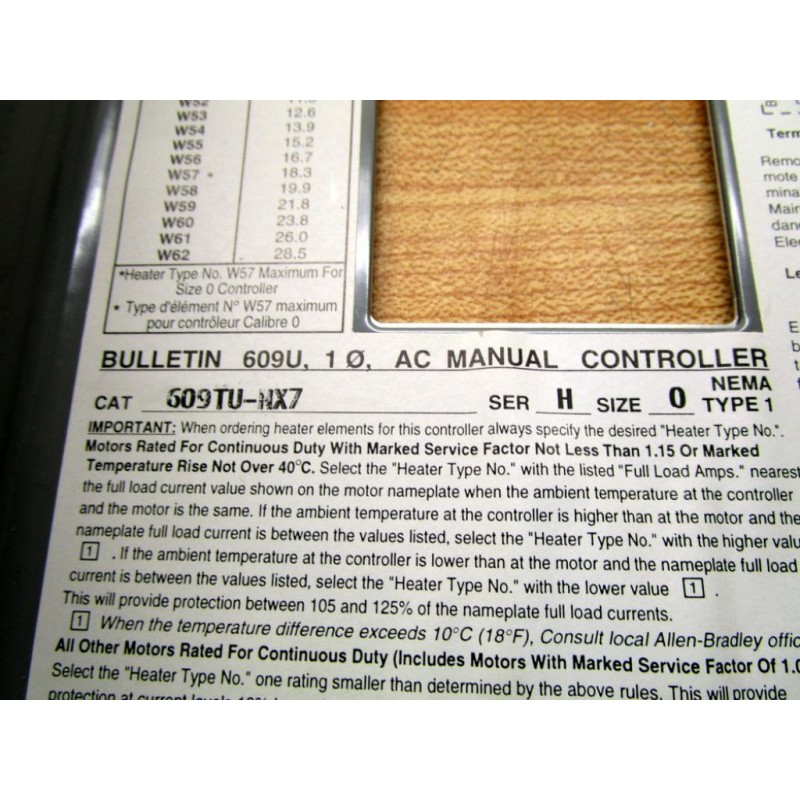 W53 12.6
W54 13.9
W55 15.2
W56 16.7
W57 * 18.3
W58 19.9
W59 21.8
W60 23.8
W61 26.0
W62 28.5
*Heater Type No. W57 Maximum For
Size 0 Controller
* Type d'élément N° W57 maximum
pour contrôleur Calibre 0
BULLETIN 609U, 1 Ø, AC MANUAL CONTROLLER
CAT 609TU-HX7 SER H SIZE 0 NEMA
TYPE 1
IMPORTANT: When ordering heater elements for this controller always specify the desired "Heater Type No.".
Motors Rated For Continuous Duty With Marked Service Factor Not Less Than 1.15 Or Marked
Temperature Rise Not Over 40°C. Select the "Heater Type No." with the listed "Full Load Amps." nearest
the full load current value shown on the motor nameplate when the ambient temperature at the controller
and the motor is the same. If the ambient temperature at the controller is higher than at the motor and the
nameplate full load current is between the values listed, select the "Heater Type No." with the higher valu
1 . If the ambient temperature at the controller is lower than at the motor and the nameplate full load
current is between the values listed, select the "Heater Type No." with the lower value 1 .
This will provide protection between 105 and 125% of the nameplate full load currents.
1 When the temperature difference exceeds 10°C (18°F), Consult local Allen-Bradley offic
All Other Motors Rated For Continuous Duty (Includes Motors With Marked Service Factor Of 1.0
Select the "Heater Type No." one rating smaller than determined by the above rules. This will provide
protection at current levels
Term
Remo
mote
mina
Main
dan
Elec
Le
E
b
t